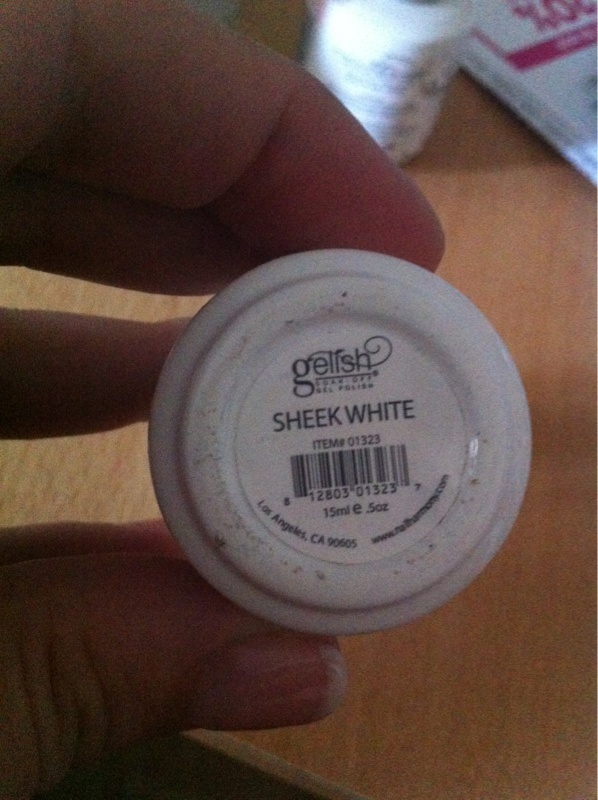 gelish®
SOAK-OFF
GEL POLISH
SHEEK WHITE
ITEM# 01323
8 12803 01323 7
15ml e .5oz
Los Angeles, CA 90605 www.nailharmony.com